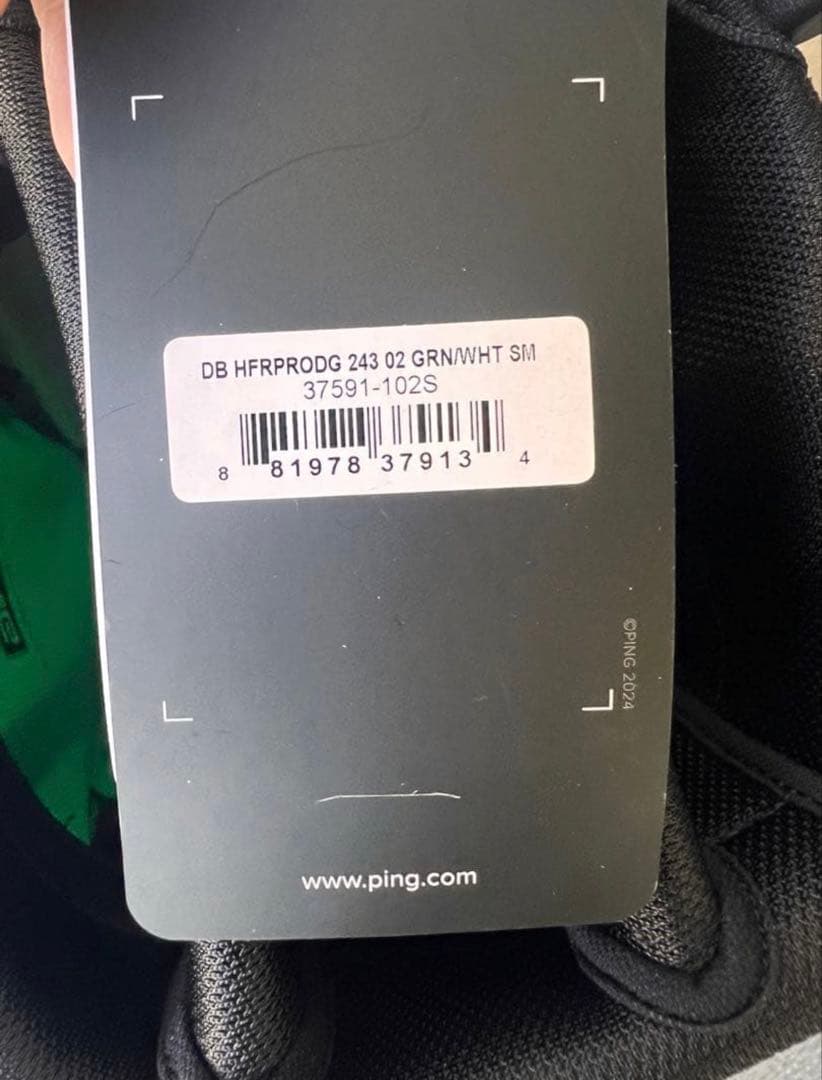 DB HFRPRODG 243 02 GRN/WHT SM
37591-102S
8 81978 37913 4
©PING 2024
www.ping.com